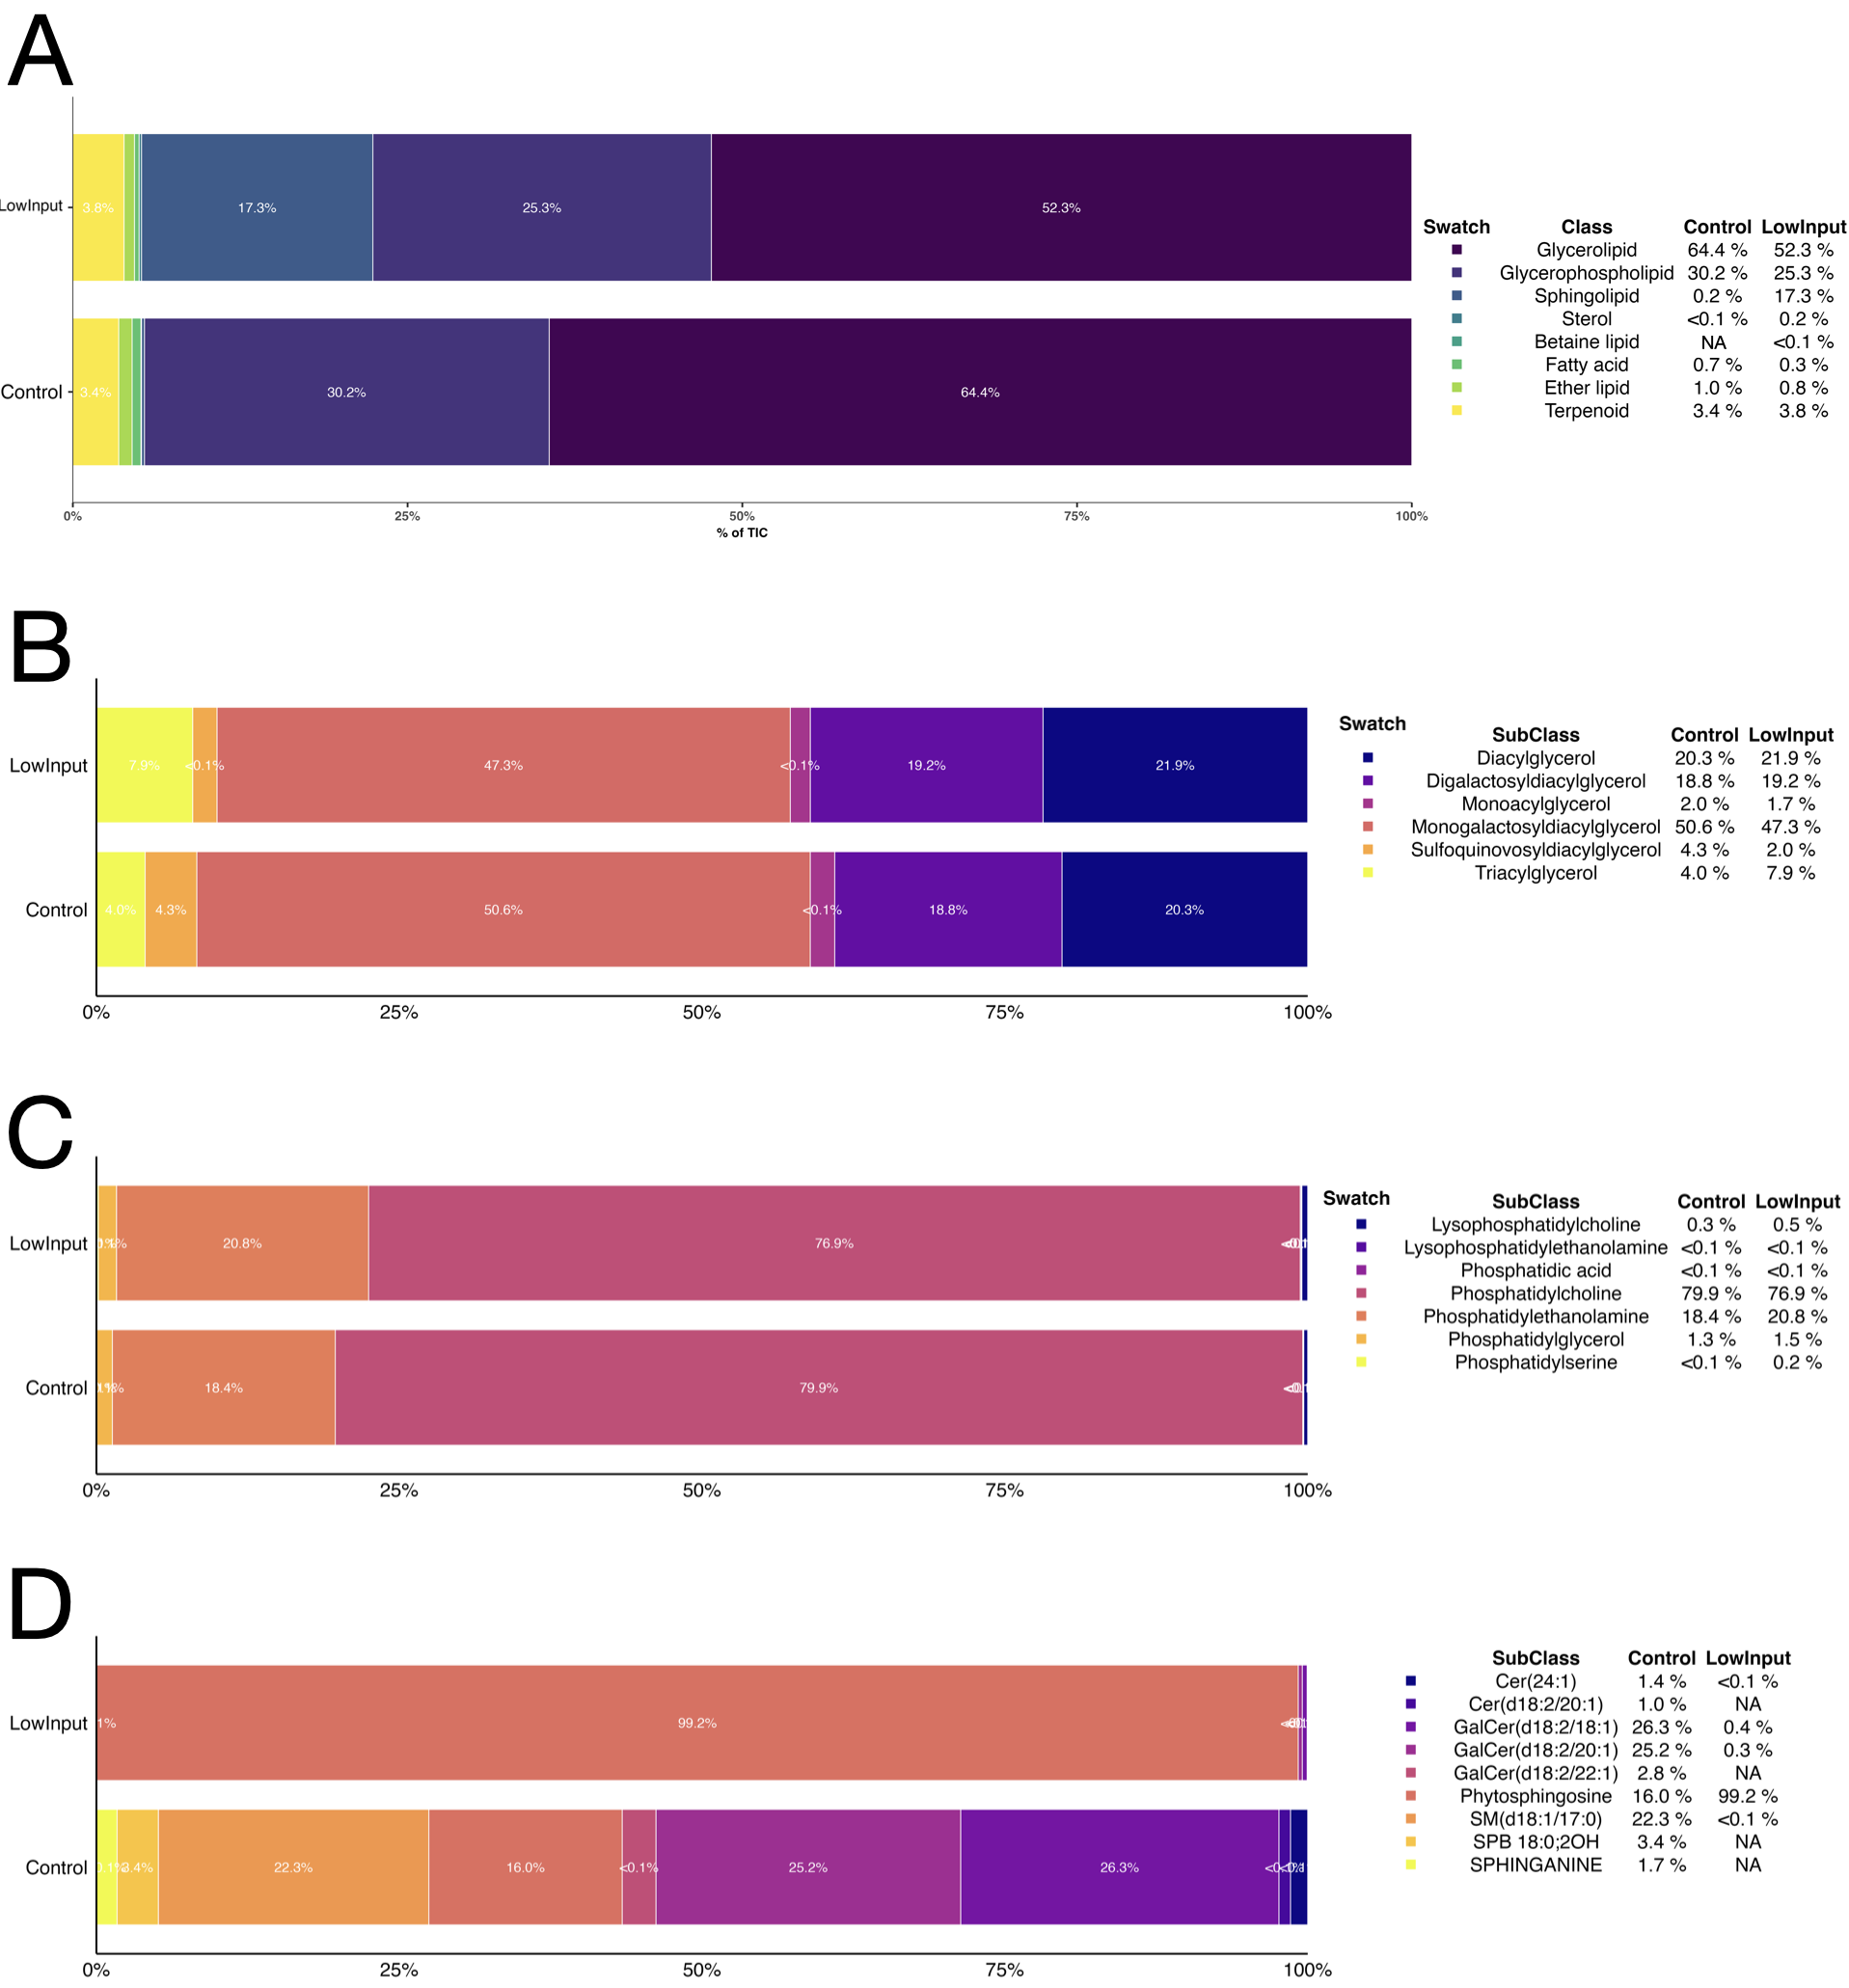 A
LowInput
3.8%
17.3%
25.3%
52.3%
Control
3.4%
30.2%
64.4%
0%
25%
50%
75%
100%
% of TIC
Swatch Class Control LowInput
Glycerolipid 64.4 % 52.3 %
Glycerophospholipid 30.2 % 25.3 %
Sphingolipid 0.2 % 17.3 %
Sterol <0.1 % 0.2 %
Betaine lipid NA <0.1 %
Fatty acid 0.7 % 0.3 %
Ether lipid 1.0 % 0.8 %
Terpenoid 3.4 % 3.8 %
B
LowInput
7.9%
<0.1%
47.3%
<0.1%
19.2%
21.9%
Control
4.0%
4.3%
50.6%
<0.1%
18.8%
20.3%
0%
25%
50%
75%
100%
Swatch
SubClass Control LowInput
Diacylglycerol 20.3 % 21.9 %
Digalactosyldiacylglycerol 18.8 % 19.2 %
Monoacylglycerol 2.0 % 1.7 %
Monogalactosyldiacylglycerol 50.6 % 47.3 %
Sulfoquinovosyldiacylglycerol 4.3 % 2.0 %
Triacylglycerol 4.0 % 7.9 %
C
LowInput
20.8%
76.9%
Control
18.4%
79.9%
0%
25%
50%
75%
100%
Swatch
SubClass Control LowInput
Lysophosphatidylcholine 0.3 % 0.5 %
Lysophosphatidylethanolamine <0.1 % <0.1 %
Phosphatidic acid <0.1 % <0.1 %
Phosphatidylcholine 79.9 % 76.9 %
Phosphatidylethanolamine 18.4 % 20.8 %
Phosphatidylglycerol 1.3 % 1.5 %
Phosphatidylserine <0.1 % 0.2 %
D
LowInput
1%
99.2%
Control
3.4%
22.3%
16.0%
<0.1%
25.2%
26.3%
0%
25%
50%
75%
100%
SubClass Control LowInput
Cer(24:1) 1.4 % <0.1 %
Cer(d18:2/20:1) 1.0 % NA
GalCer(d18:2/18:1) 26.3 % 0.4 %
GalCer(d18:2/20:1) 25.2 % 0.3 %
GalCer(d18:2/22:1) 2.8 % NA
Phytosphingosine 16.0 % 99.2 %
SM(d18:1/17:0) 22.3 % <0.1 %
SPB 18:0;2OH 3.4 % NA
SPHINGANINE 1.7 % NA